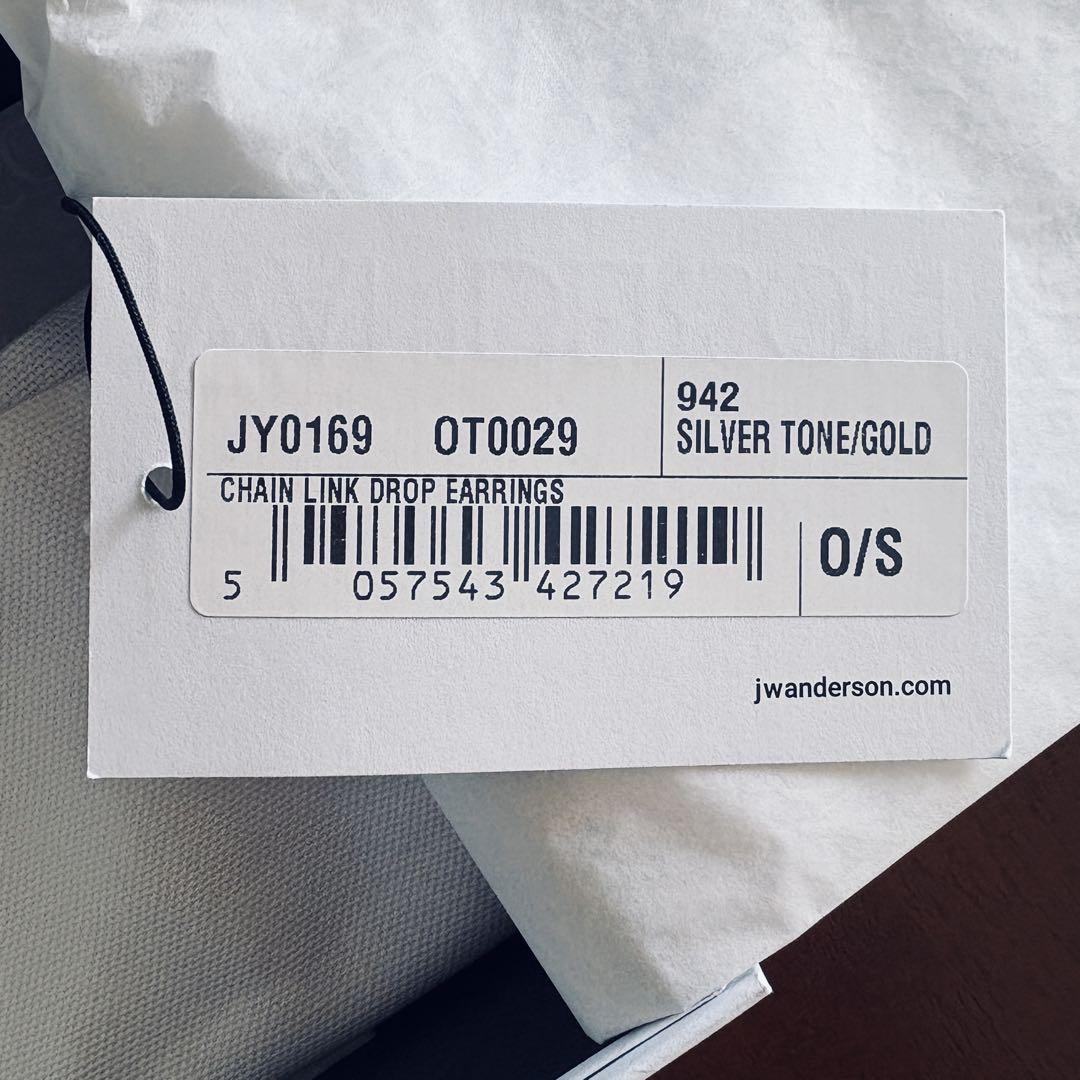 JY0169 OT0029
942
SILVER TONE/GOLD
CHAIN LINK DROP EARRINGS
5 057543 427219
O/S
jwanderson.com